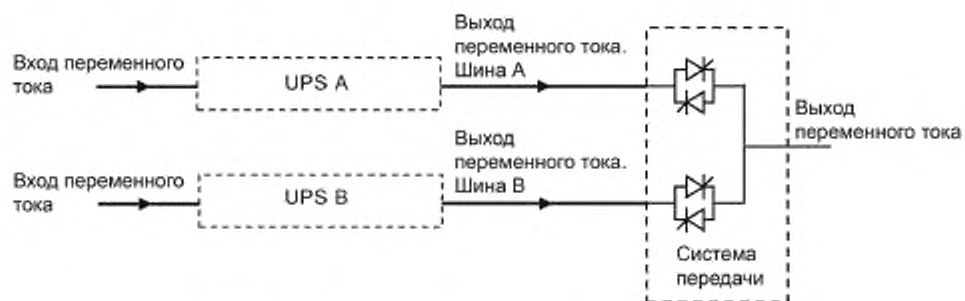 Вход переменного
тока
UPS A
Выход
переменного тока.
Шина А
Выход
переменного тока
Вход переменного
тока
UPS B
Выход
переменного тока.
Шина В
Система
передачи